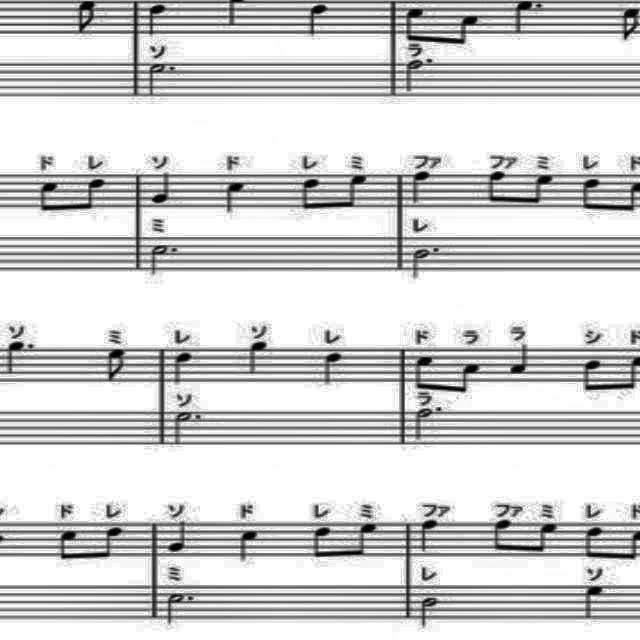 ソ ラ
ド レ ソ ド レ ミ ファ ファ ミ レ ド
ミ レ
ソ ミ レ ソ レ ド ラ ラ シ ド
ソ ラ
ド レ ソ ド レ ミ ファ ファ ミ レ ド
ミ レ ソ